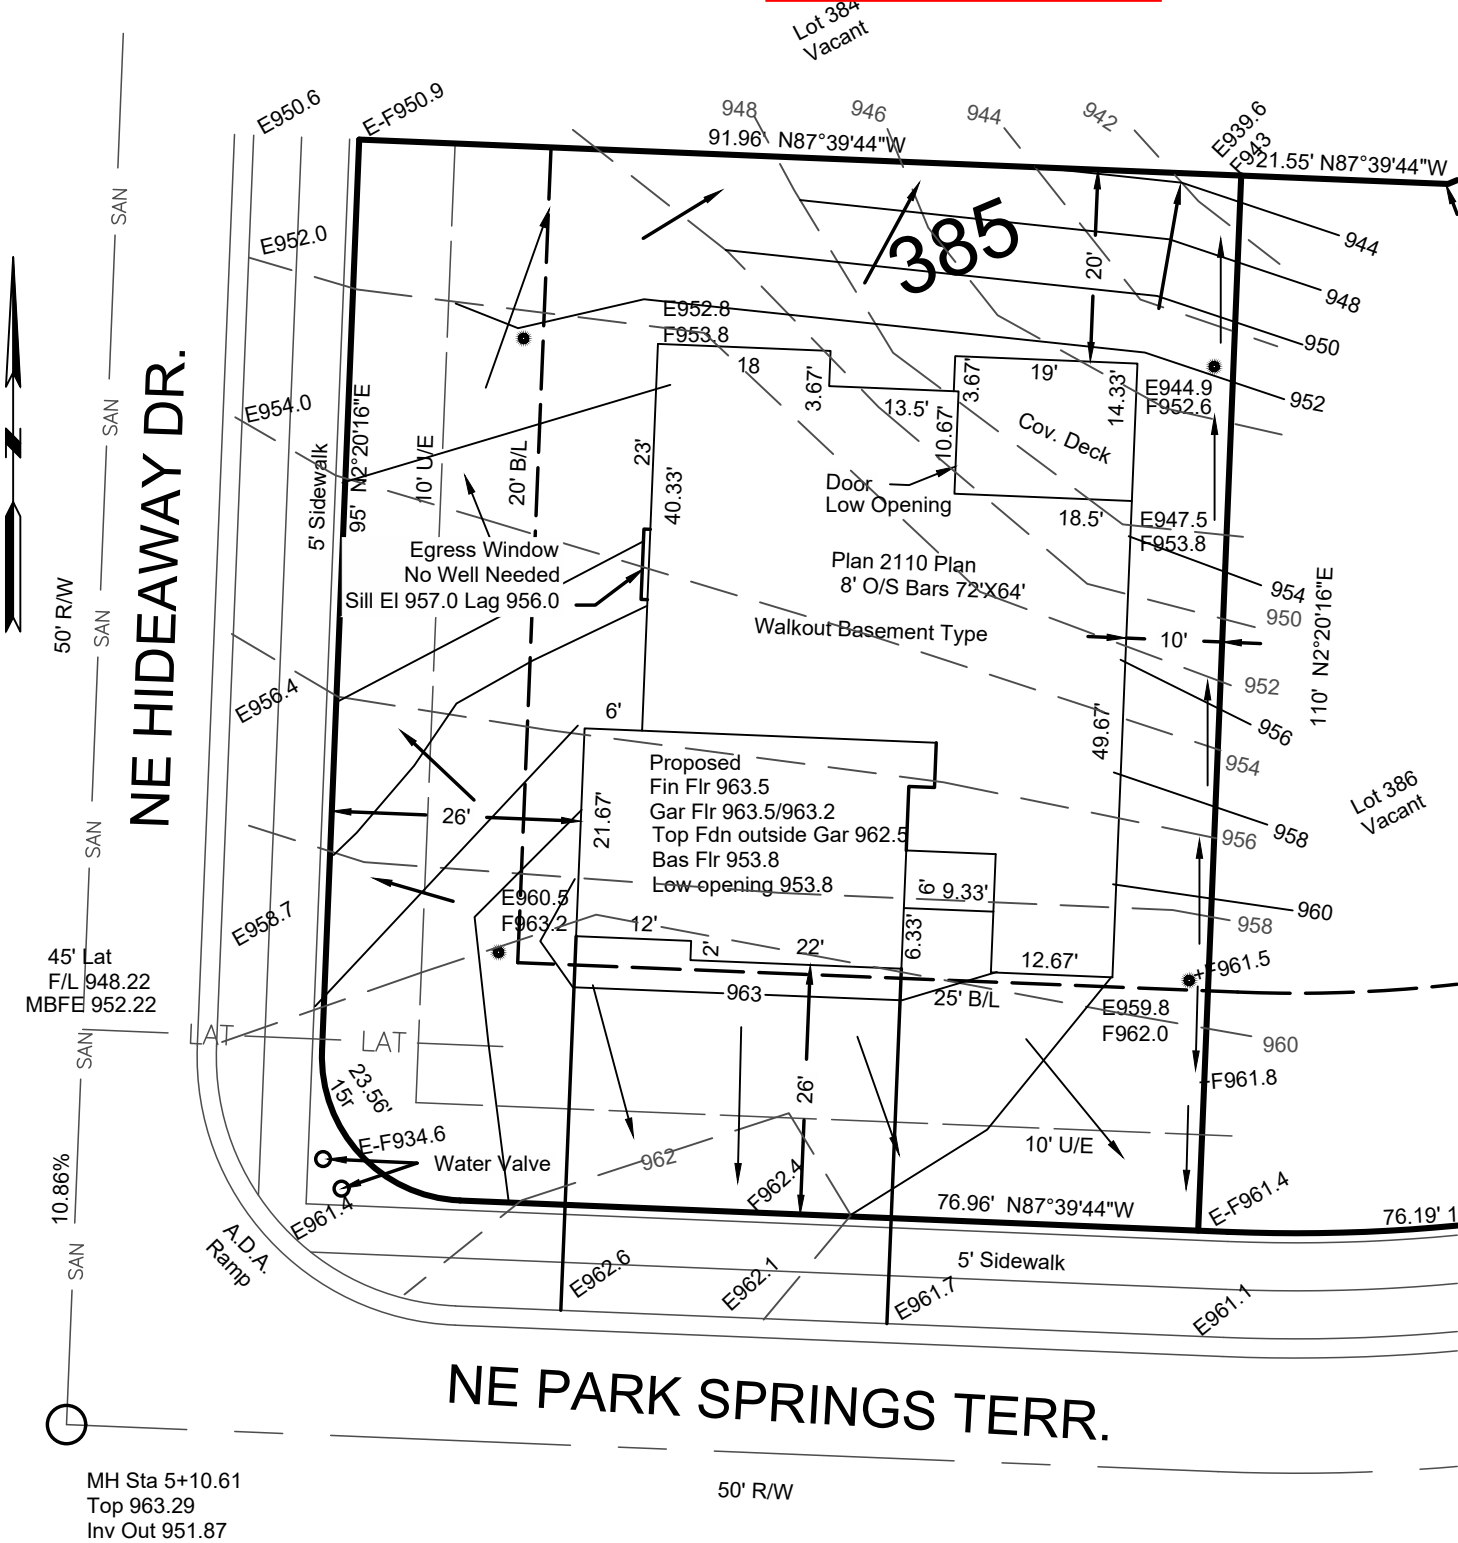 Lot 384
Vacant
E950.6
E-F950.9
948
946
944
942
91.96' N87°39'44"W
E939.6
F943
21.55' N87°39'44"W
SAN
E952.0
385
20'
944
948
950
952
E952.8
F953.8
18
3.67'
13.5'
3.67'
19'
14.33'
E944.9
F952.6
10.67'
Cov. Deck
E954.0
SAN
NE HIDEAWAY DR.
N
5' Sidewalk
95' N2°20'16"E
10' U/E
20' B/L
23'
40.33'
Door
Low Opening
18.5'
E947.5
F953.8
Egress Window
No Well Needed
Sill El 957.0 Lag 956.0
Plan 2110 Plan
8' O/S Bars 72'X64'
Walkout Basement Type
954
950
10'
952
110' N2°20'16"E
50' R/W
SAN
E956.4
6'
956
954
49.67'
Proposed
Fin Flr 963.5
Gar Flr 963.5/963.2
Top Fdn outside Gar 962.5
Bas Flr 953.8
Low opening 953.8
26'
21.67'
Lot 386
Vacant
958
956
SAN
6'
9.33'
960
958
E958.7
E960.5
F963.2
12'
2'
22'
6.33'
12.67'
+F961.5
45' Lat
F/L 948.22
MBFE 952.22
963
25' B/L
E959.8
F962.0
960
SAN
LAT
LAT
+F961.8
23.56'
15r
26'
E-F934.6
Water Valve
962
10' U/E
F962.4
76.96' N87°39'44"W
E-F961.4
76.19' 1
10.86%
SAN
E961.4
A.D.A.
Ramp
5' Sidewalk
E962.6
E962.1
E961.7
E961.1
NE PARK SPRINGS TERR.
50' R/W
MH Sta 5+10.61
Top 963.29
Inv Out 951.87